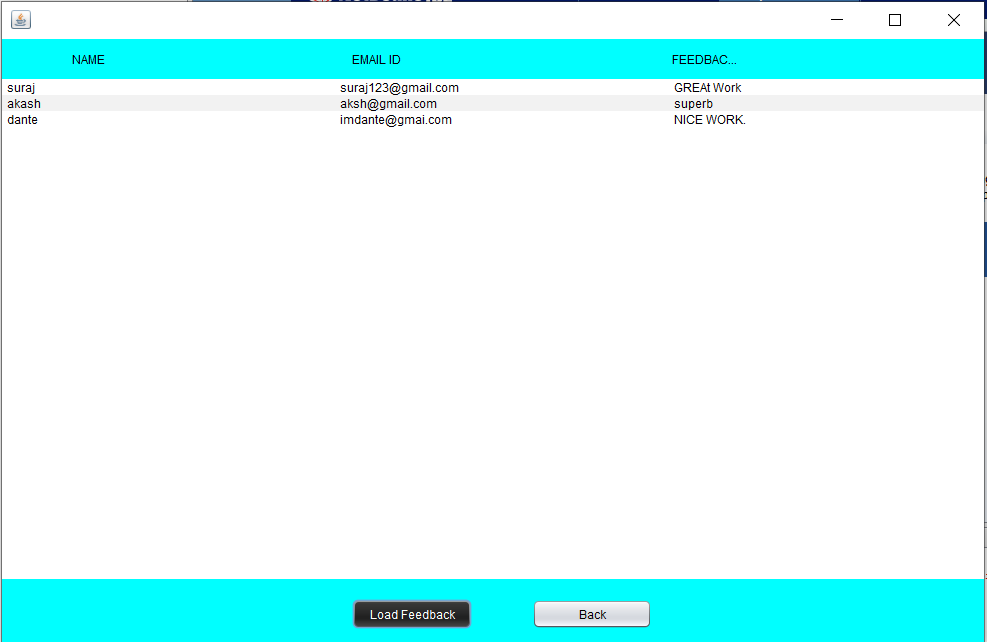 NAME EMAIL ID FEEDBAC...
suraj suraj123@gmail.com GREAt Work
akash aksh@gmail.com superb
dante imdante@gmai.com NICE WORK.
Load Feedback Back